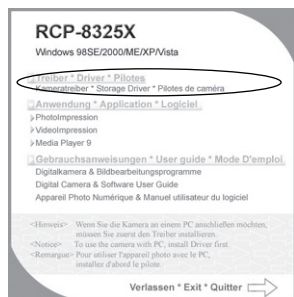 RCP-8325X
Windows 98SE/2000/ME/XP/Vista
Treiber * Driver * Pilotes
Kameratreiber * Storage Driver * Pilotes de caméra
Anwendung * Application * Logiciel
PhotoImpression
VideoImpression
Media Player 9
Gebrauchsanweisungen * User guide * Mode D'emploi
Digitalkamera & Bildbearbeitungsprogramme
Digital Camera & Software User Guide
Appareil Photo Numérique & Manuel utilisateur du logiciel
<Hinweis> Wenn Sie die Kamera an einem PC anschließen möchten,
müssen Sie zuerst den Treiber installieren.
<Notice> To use the camera with PC, install Driver first.
<Remarque> Pour utiliser l'appareil photo avec le PC,
installez d'abord le pilote.
Verlassen * Exit * Quitter